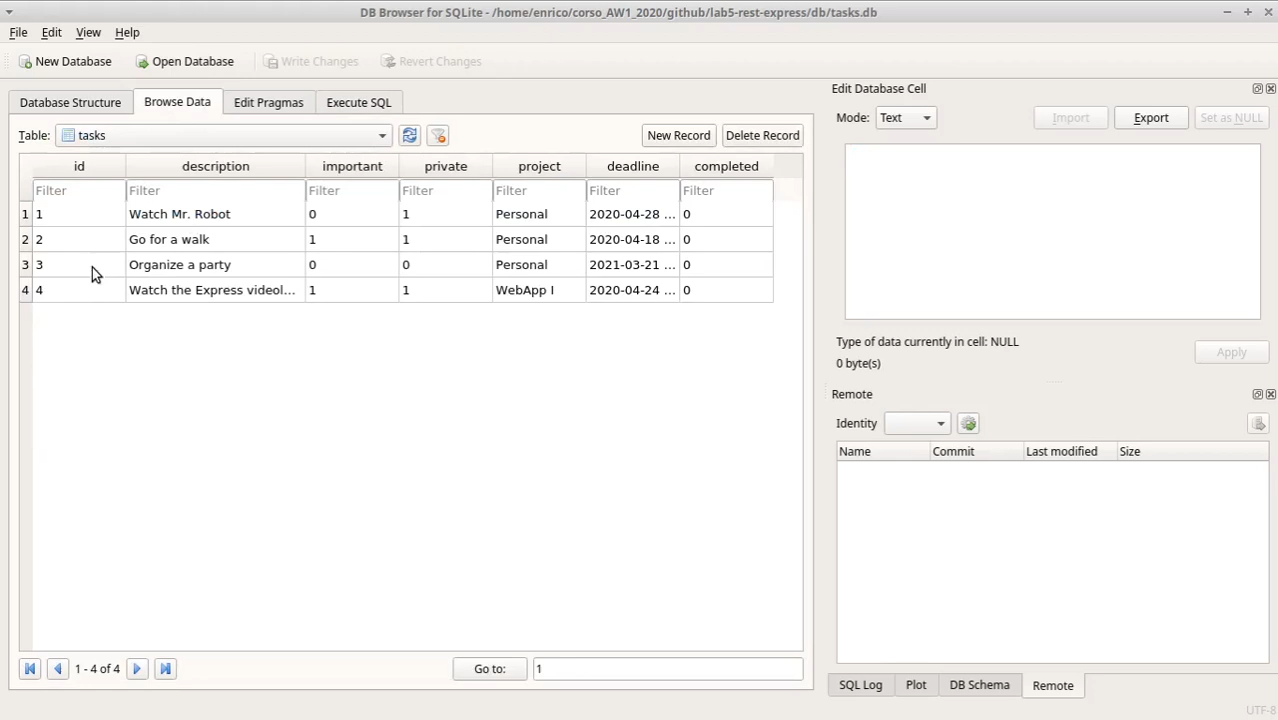 DB Browser for SQLite - /home/enrico/corso_AW1_2020/github/lab5-rest-express/db/tasks.db
File Edit View Help
New Database Open Database Write Changes Revert Changes
Database Structure Browse Data Edit Pragmas Execute SQL
Table: tasks New Record Delete Record
id description important private project deadline completed
Filter Filter Filter Filter Filter Filter Filter
1 1 Watch Mr. Robot 0 1 Personal 2020-04-28 ... 0
2 2 Go for a walk 1 1 Personal 2020-04-18 ... 0
3 3 Organize a party 0 0 Personal 2021-03-21 ... 0
4 4 Watch the Express videol... 1 1 WebApp I 2020-04-24 ... 0
1 - 4 of 4 Go to: 1
Edit Database Cell
Mode: Text Import Export Set as NULL
Type of data currently in cell: NULL
0 byte(s) Apply
Remote
Identity
Name Commit Last modified Size
SQL Log Plot DB Schema Remote
UTF-8